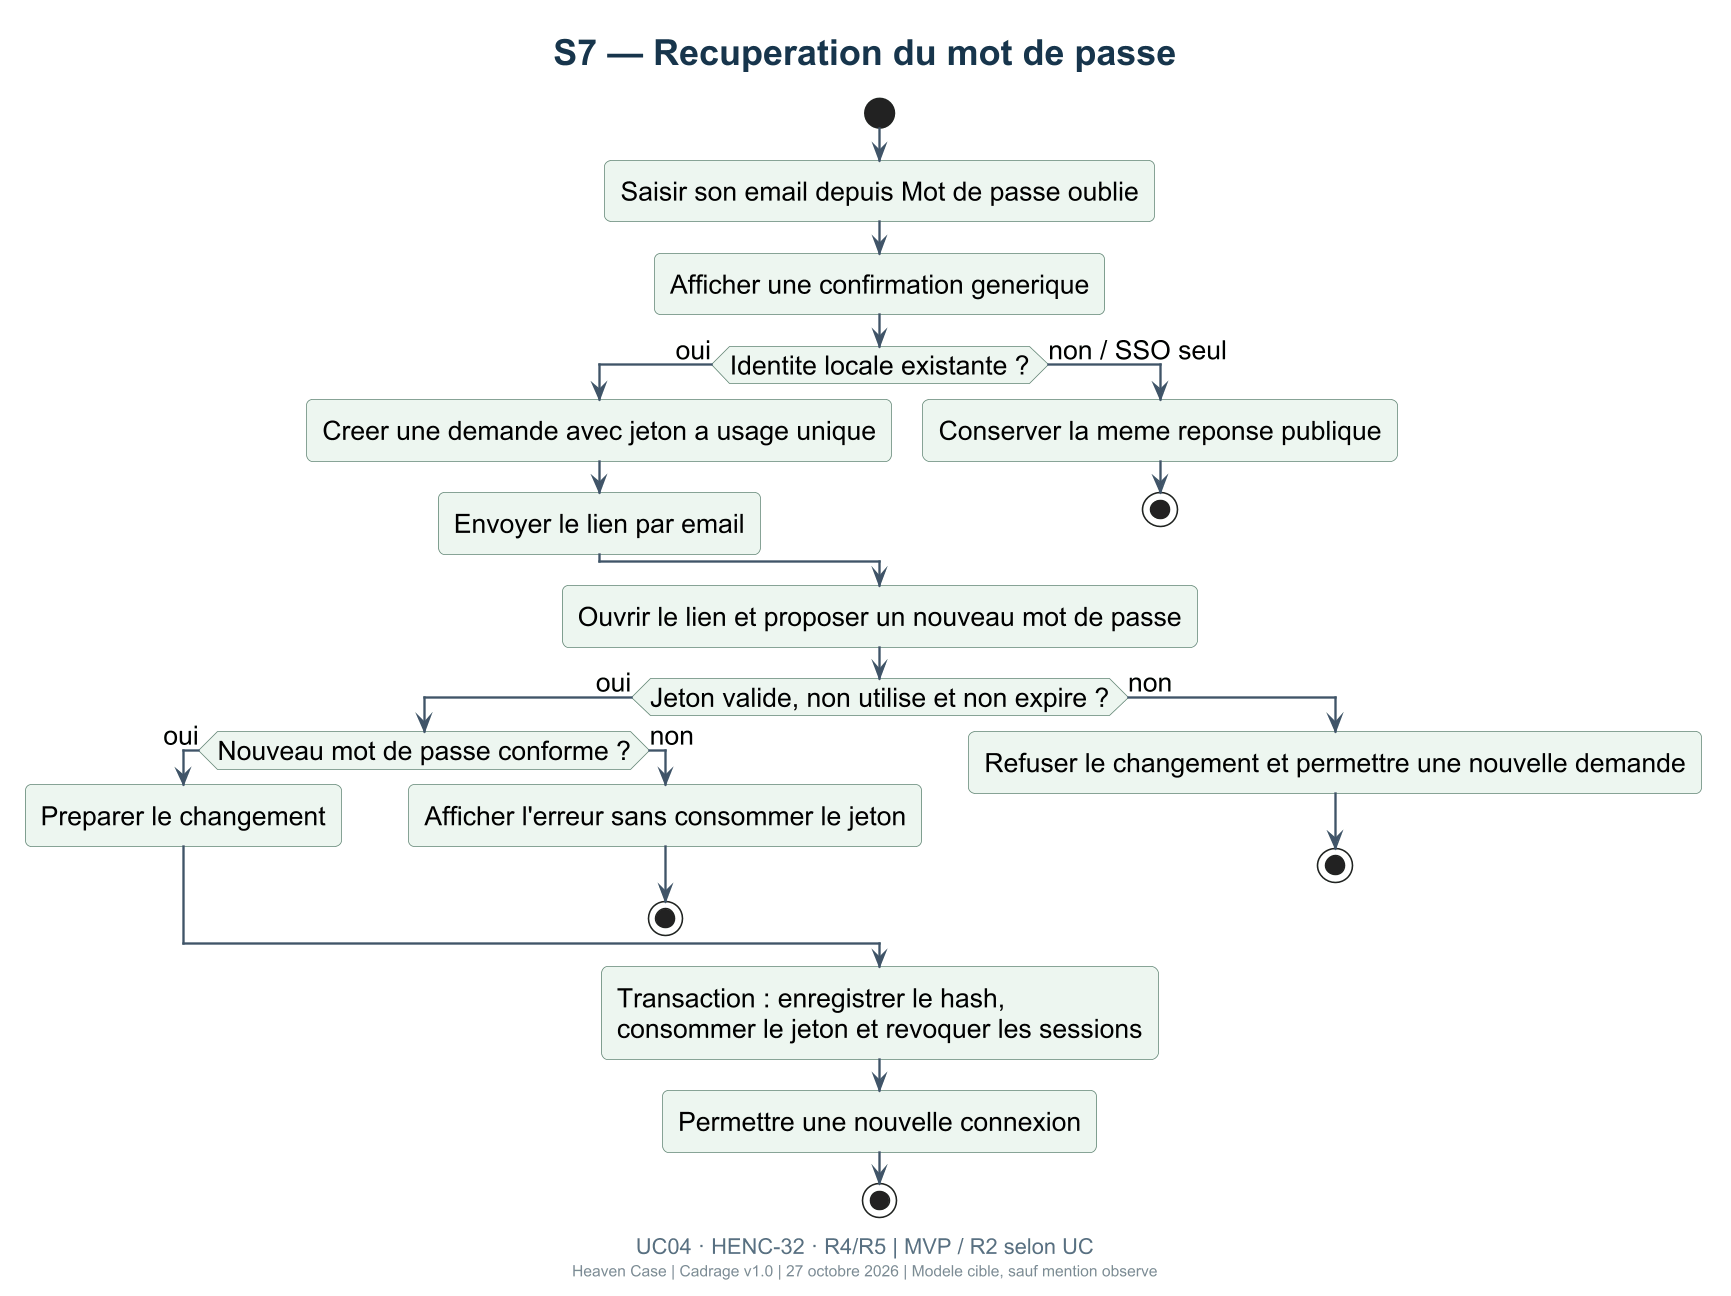 S7 — Recuperation du mot de passe
Saisir son email depuis Mot de passe oublie
Afficher une confirmation generique
oui
Identite locale existante ?
non / SSO seul
Creer une demande avec jeton a usage unique
Conserver la meme reponse publique
Envoyer le lien par email
Ouvrir le lien et proposer un nouveau mot de passe
oui
Jeton valide, non utilise et non expire ?
non
oui
Nouveau mot de passe conforme ?
non
Refuser le changement et permettre une nouvelle demande
Preparer le changement
Afficher l'erreur sans consommer le jeton
Transaction : enregistrer le hash,
consommer le jeton et revoquer les sessions
Permettre une nouvelle connexion
UC04 · HENC-32 · R4/R5 | MVP / R2 selon UC
Heaven Case | Cadrage v1.0 | 27 octobre 2026 | Modele cible, sauf mention observe